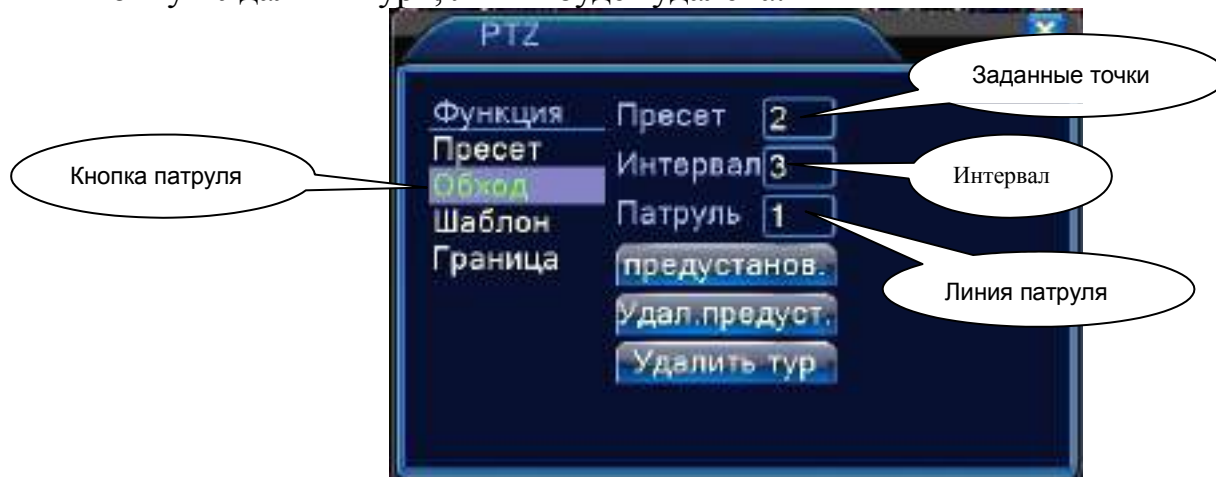 PTZ
Заданные точки
Функция
Пресет 2
Пресет
Интервал 3
Интервал
Кнопка патруля
Обход
Шаблон
Патруль 1
Граница
предустанов.
Линия патруля
Удал.предуст.
Удалить тур